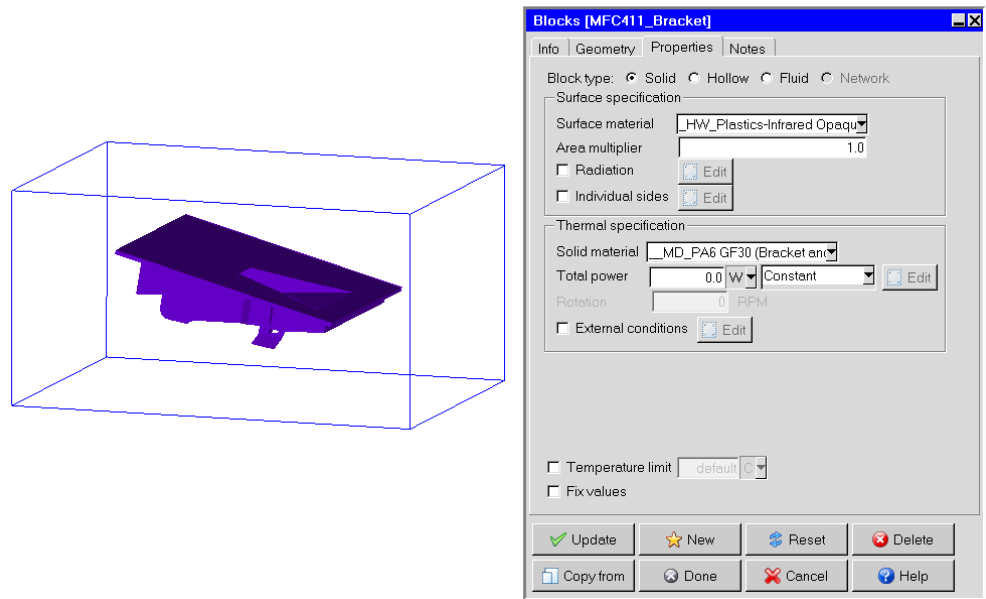 Blocks [MFC411_Bracket]
Info Geometry Properties Notes
Block type: Solid Hollow Fluid Network
Surface specification
Surface material _HW_Plastics-Infrared Opaqu
Area multiplier 1.0
Radiation Edit
Individual sides Edit
Thermal specification
Solid material __MD_PA6 GF30 (Bracket an
Total power 0.0 W Constant Edit
Rotation 0 RPM
External conditions Edit
Temperature limit default C
Fix values
Update New Reset Delete
Copy from Done Cancel Help